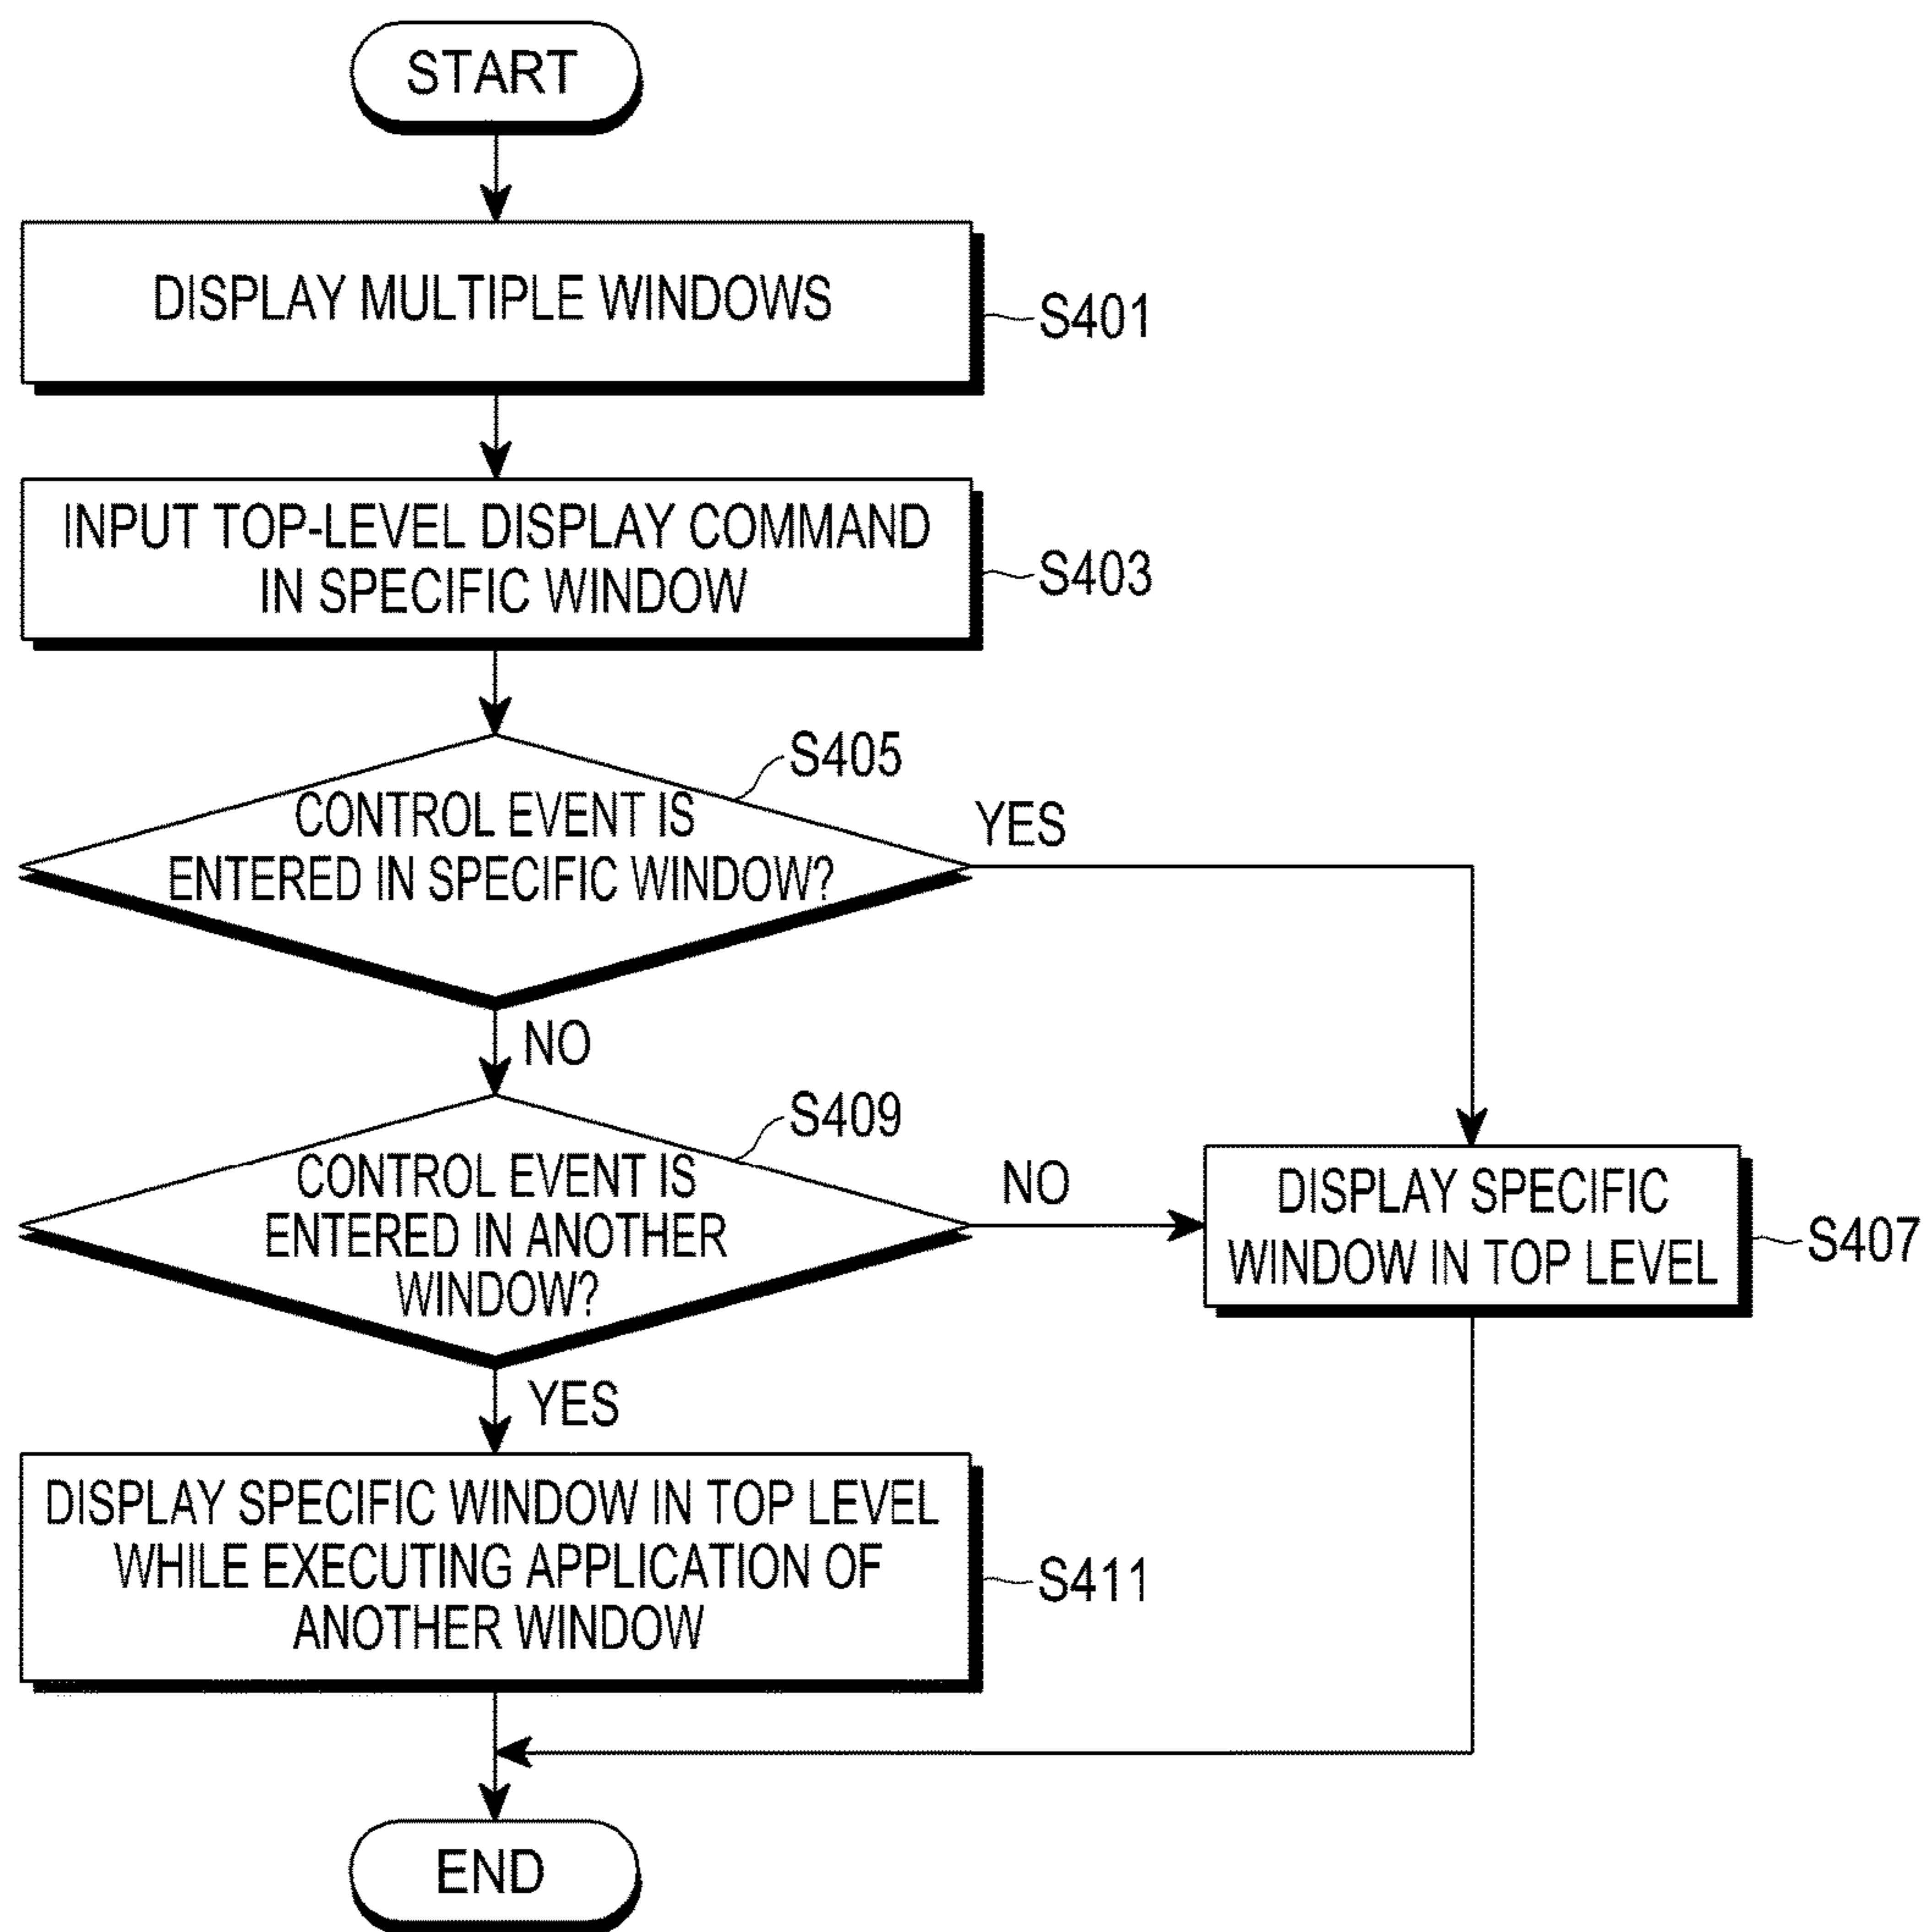 START
DISPLAY MULTIPLE WINDOWS
S401
INPUT TOP-LEVEL DISPLAY COMMAND
IN SPECIFIC WINDOW
S403
S405
CONTROL EVENT IS
ENTERED IN SPECIFIC WINDOW?
YES
NO
S409
CONTROL EVENT IS
ENTERED IN ANOTHER
WINDOW?
NO
DISPLAY SPECIFIC
WINDOW IN TOP LEVEL
S407
YES
DISPLAY SPECIFIC WINDOW IN TOP LEVEL
WHILE EXECUTING APPLICATION OF
ANOTHER WINDOW
S411
END